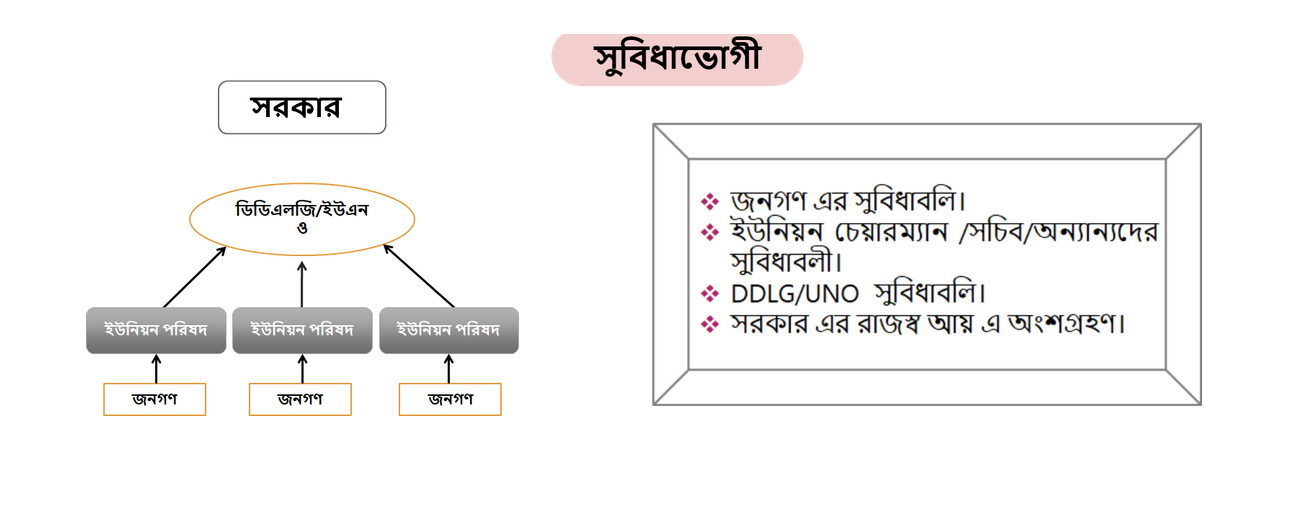 সুবিধাভোগী
সরকার
ডিডিএলজি/ইউএন
ও
ইউনিয়ন পরিষদ
ইউনিয়ন পরিষদ
ইউনিয়ন পরিষদ
জনগণ
জনগণ
জনগণ
জনগণ এর সুবিধাবলি।
ইউনিয়ন চেয়ারম্যান /সচিব/অন্যান্যদের
সুবিধাবলী।
DDLG/UNO সুবিধাবলি।
সরকার এর রাজস্ব আয় এ অংশগ্রহণ।